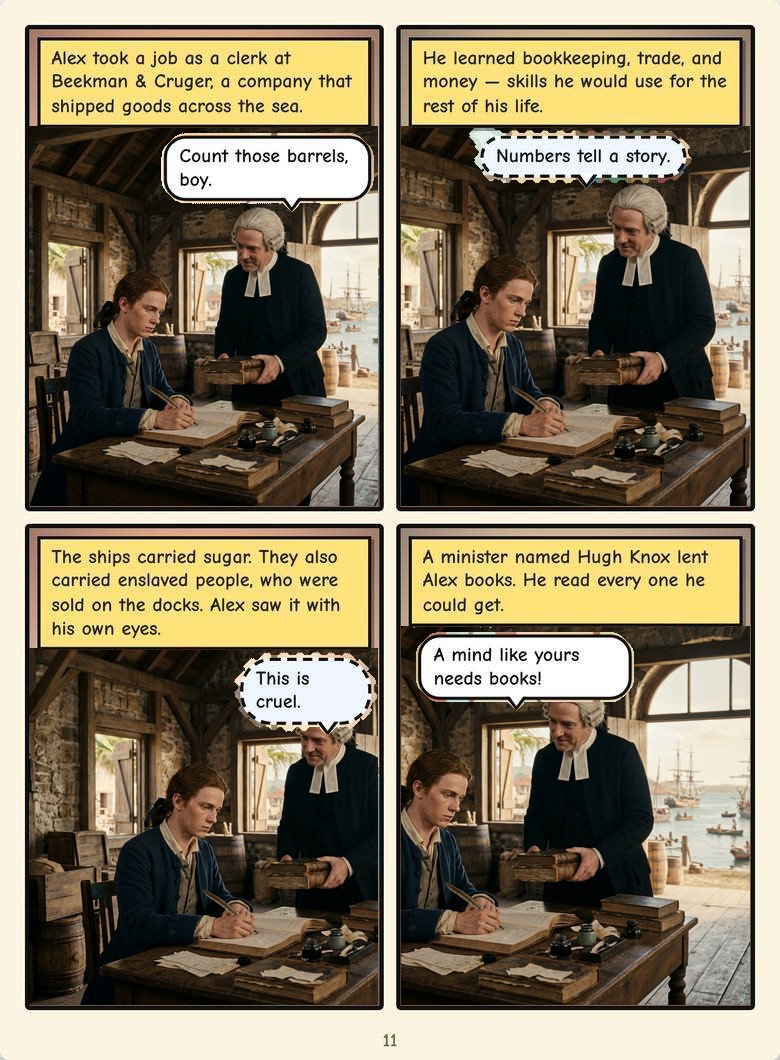 Alex took a job as a clerk at
Beekman & Cruger, a company that
shipped goods across the sea.
Count those barrels,
boy.
He learned bookkeeping, trade, and
money — skills he would use for the
rest of his life.
Numbers tell a story.
The ships carried sugar. They also
carried enslaved people, who were
sold on the docks. Alex saw it with
his own eyes.
This is
cruel.
A minister named Hugh Knox lent
Alex books. He read every one he
could get.
A mind like yours
needs books!
11